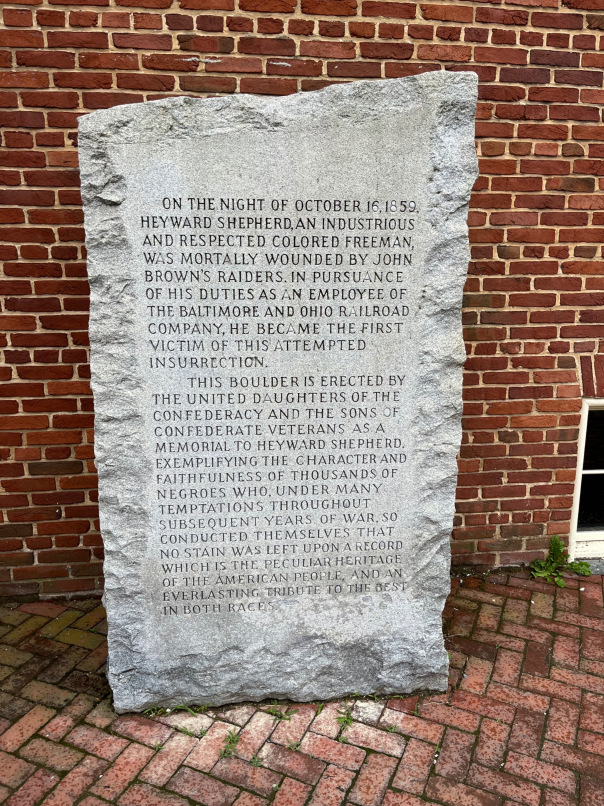 ON THE NIGHT OF OCTOBER 16, 1859,
HEYWARD SHEPHERD, AN INDUSTRIOUS
AND RESPECTED COLORED FREEMAN,
WAS MORTALLY WOUNDED BY JOHN
BROWN'S RAIDERS. IN PURSUANCE
OF HIS DUTIES AS AN EMPLOYEE OF
THE BALTIMORE AND OHIO RAILROAD
COMPANY, HE BECAME THE FIRST
VICTIM OF THIS ATTEMPTED
INSURRECTION.
THIS BOULDER IS ERECTED BY
THE UNITED DAUGHTERS OF THE
CONFEDERACY AND THE SONS OF
CONFEDERATE VETERANS AS A
MEMORIAL TO HEYWARD SHEPHERD,
EXEMPLIFYING THE CHARACTER AND
FAITHFULNESS OF THOUSANDS OF
NEGROES WHO, UNDER MANY
TEMPTATIONS THROUGHOUT
SUBSEQUENT YEARS OF WAR, SO
CONDUCTED THEMSELVES THAT
NO STAIN WAS LEFT UPON A RECORD
WHICH IS THE PECULIAR HERITAGE
OF THE AMERICAN PEOPLE, AND AN
EVERLASTING TRIBUTE TO THE BEST
IN BOTH RACES.